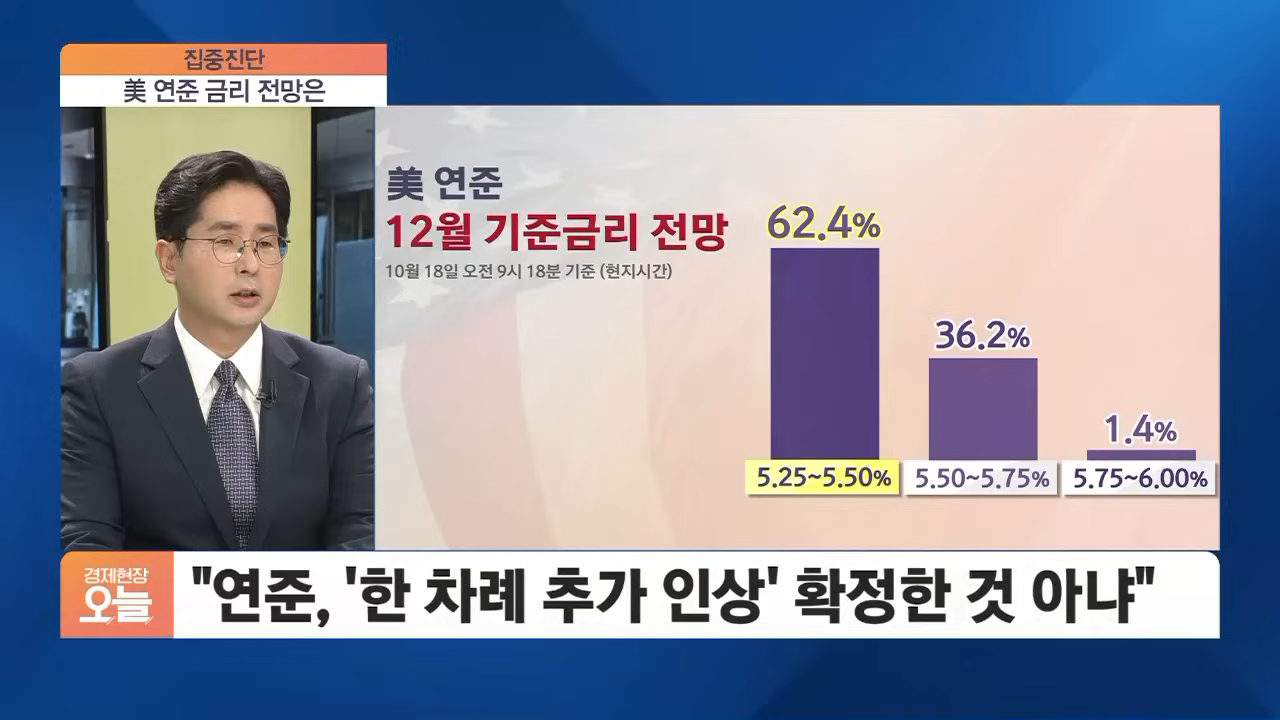 집중진단
美 연준 금리 전망은
美 연준
12월 기준금리 전망
10월 18일 오전 9시 18분 기준 (현지시간)
62.4%
36.2%
1.4%
5.25~5.50%
5.50~5.75%
5.75~6.00%
경제현장
오늘
"연준, '한 차례 추가 인상' 확정한 것 아냐"